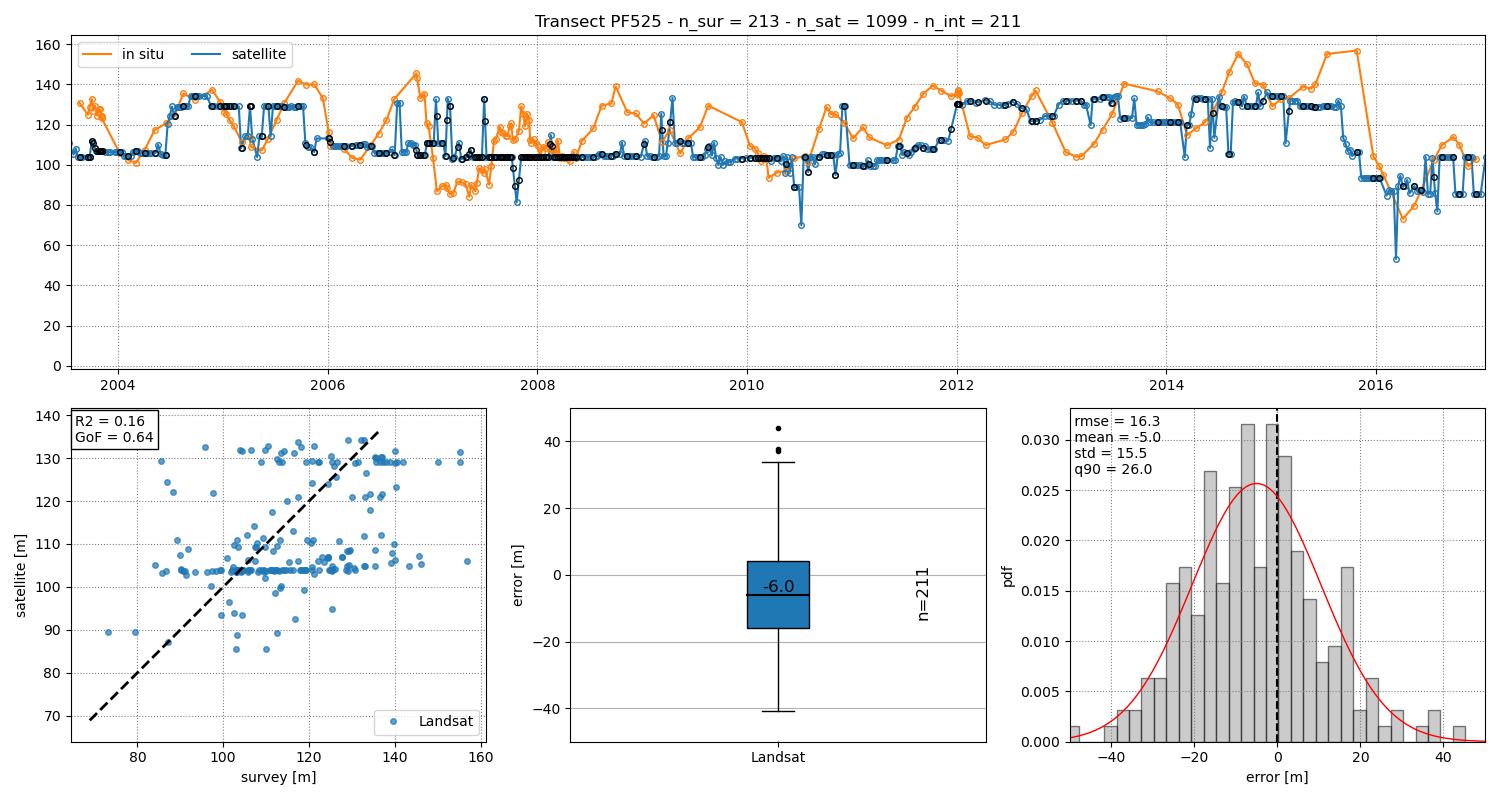 Transect PF525 - n_sur = 213 - n_sat = 1099 - n_int = 211
in situ
satellite
160
140
120
100
80
60
40
20
0
2004
2006
2008
2010
2012
2014
2016
R2 = 0.16
GoF = 0.64
satellite [m]
140
130
120
110
100
90
80
70
Landsat
80
100
120
140
160
survey [m]
error [m]
40
20
0
−20
−40
-6.0
n=211
Landsat
rmse = 16.3
mean = -5.0
std = 15.5
q90 = 26.0
pdf
0.030
0.025
0.020
0.015
0.010
0.005
0.000
−40
−20
0
20
40
error [m]